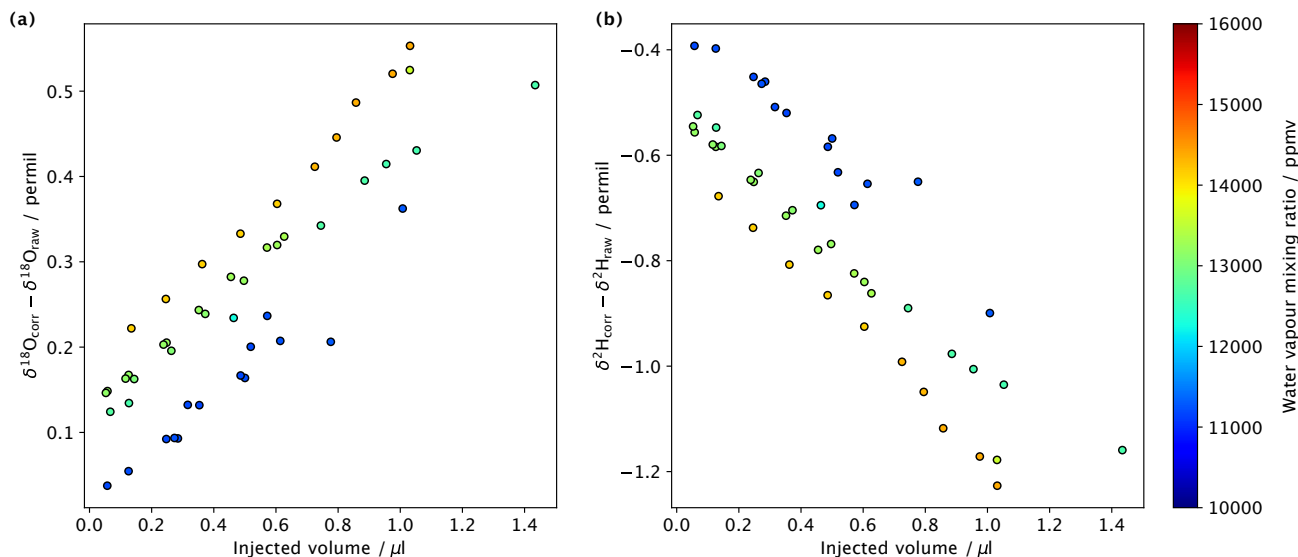 (a)
δ¹⁸O_corr − δ¹⁸O_raw / permil
0.5
0.4
0.3
0.2
0.1
0.0 0.2 0.4 0.6 0.8 1.0 1.2 1.4
Injected volume / μl
(b)
δ²H_corr − δ²H_raw / permil
−0.4
−0.6
−0.8
−1.0
−1.2
0.0 0.2 0.4 0.6 0.8 1.0 1.2 1.4
Injected volume / μl
16000
15000
14000
13000
12000
11000
10000
Water vapour mixing ratio / ppmv